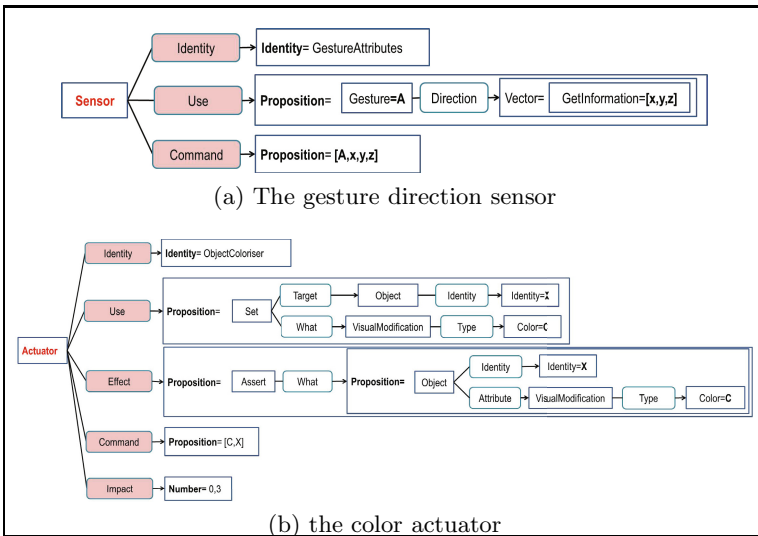 Identity
Identity= GestureAttributes
Sensor
Use
Proposition=
Gesture=A
Direction
Vector=
GetInformation=[x,y,z]
Command
Proposition= [A,x,y,z]
(a) The gesture direction sensor
Identity
Identity= ObjectColoriser
Use
Proposition=
Set
Target
Object
Identity
Identity=X
What
VisualModification
Type
Color=C
Actuator
Effect
Proposition=
Assert
What
Proposition=
Object
Identity
Identity=X
Attribute
VisualModification
Type
Color=C
Command
Proposition= [C,X]
Impact
Number= 0,3
(b) the color actuator